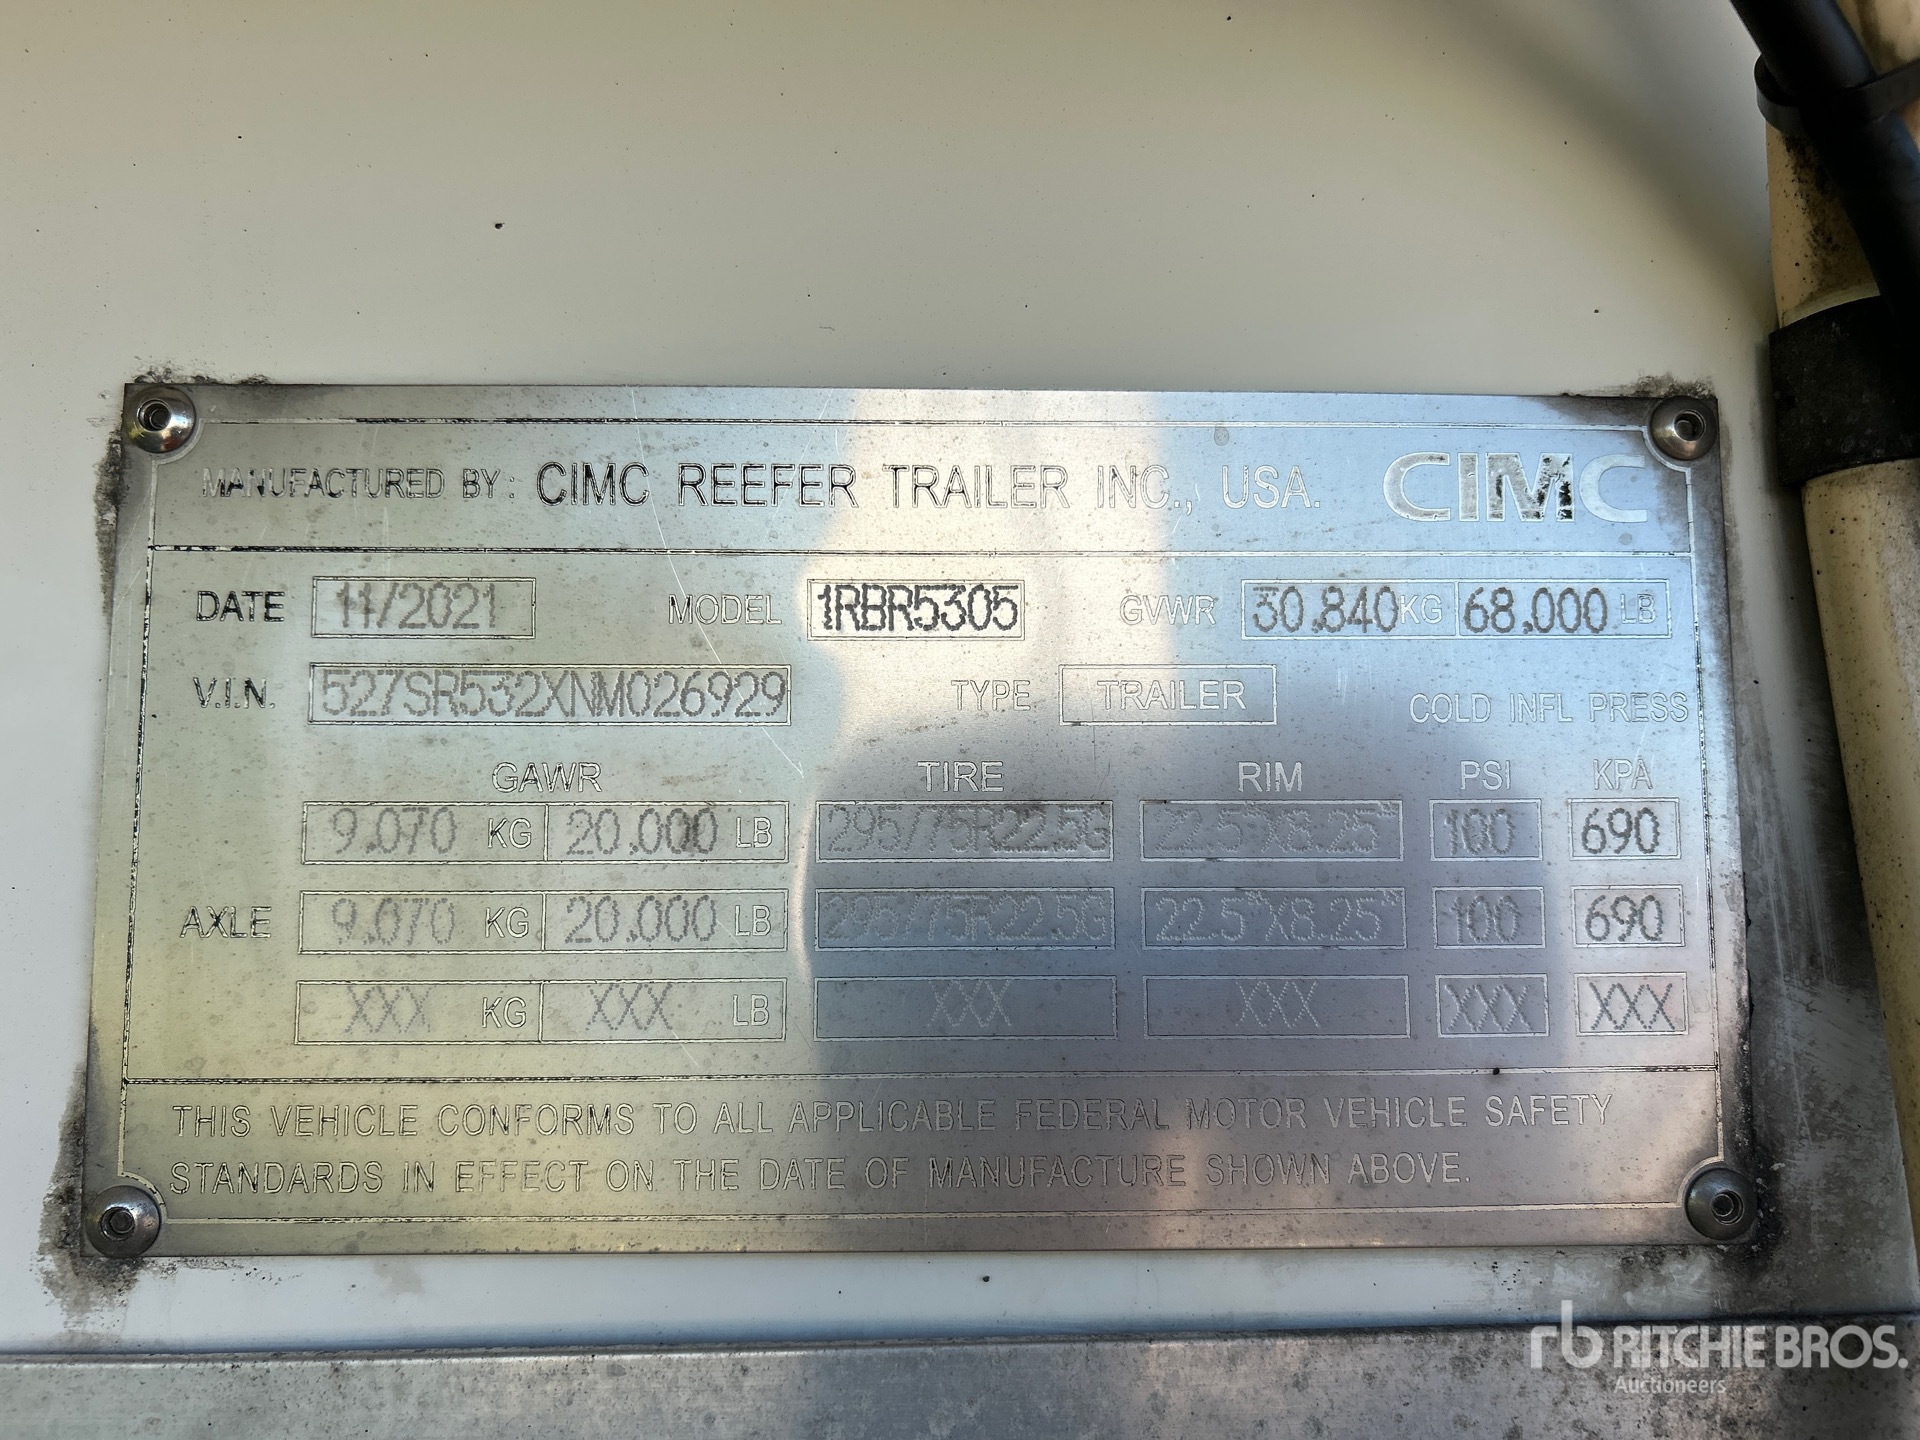 MANUFACTURED BY: CIMC REEFER TRAILER INC., USA. CIMC
DATE 11/2021 MODEL 1RBR5305 GVWR 30.840KG 68.000 LB
V.I.N. 527SR532XNM026929 TYPE TRAILER COLD INFL PRESS
GAWR TIRE RIM PSI KPA
9.070 KG 20.000 LB 295/75R22.5G 22.5"X8.25" 100 690
AXLE 9.070 KG 20.000 LB 295/75R22.5G 22.5"X8.25" 100 690
XXX KG XXX LB XXX XXX XXX XXX
THIS VEHICLE CONFORMS TO ALL APPLICABLE FEDERAL MOTOR VEHICLE SAFETY
STANDARDS IN EFFECT ON THE DATE OF MANUFACTURE SHOWN ABOVE.
rb RITCHIE BROS.
Auctioneers